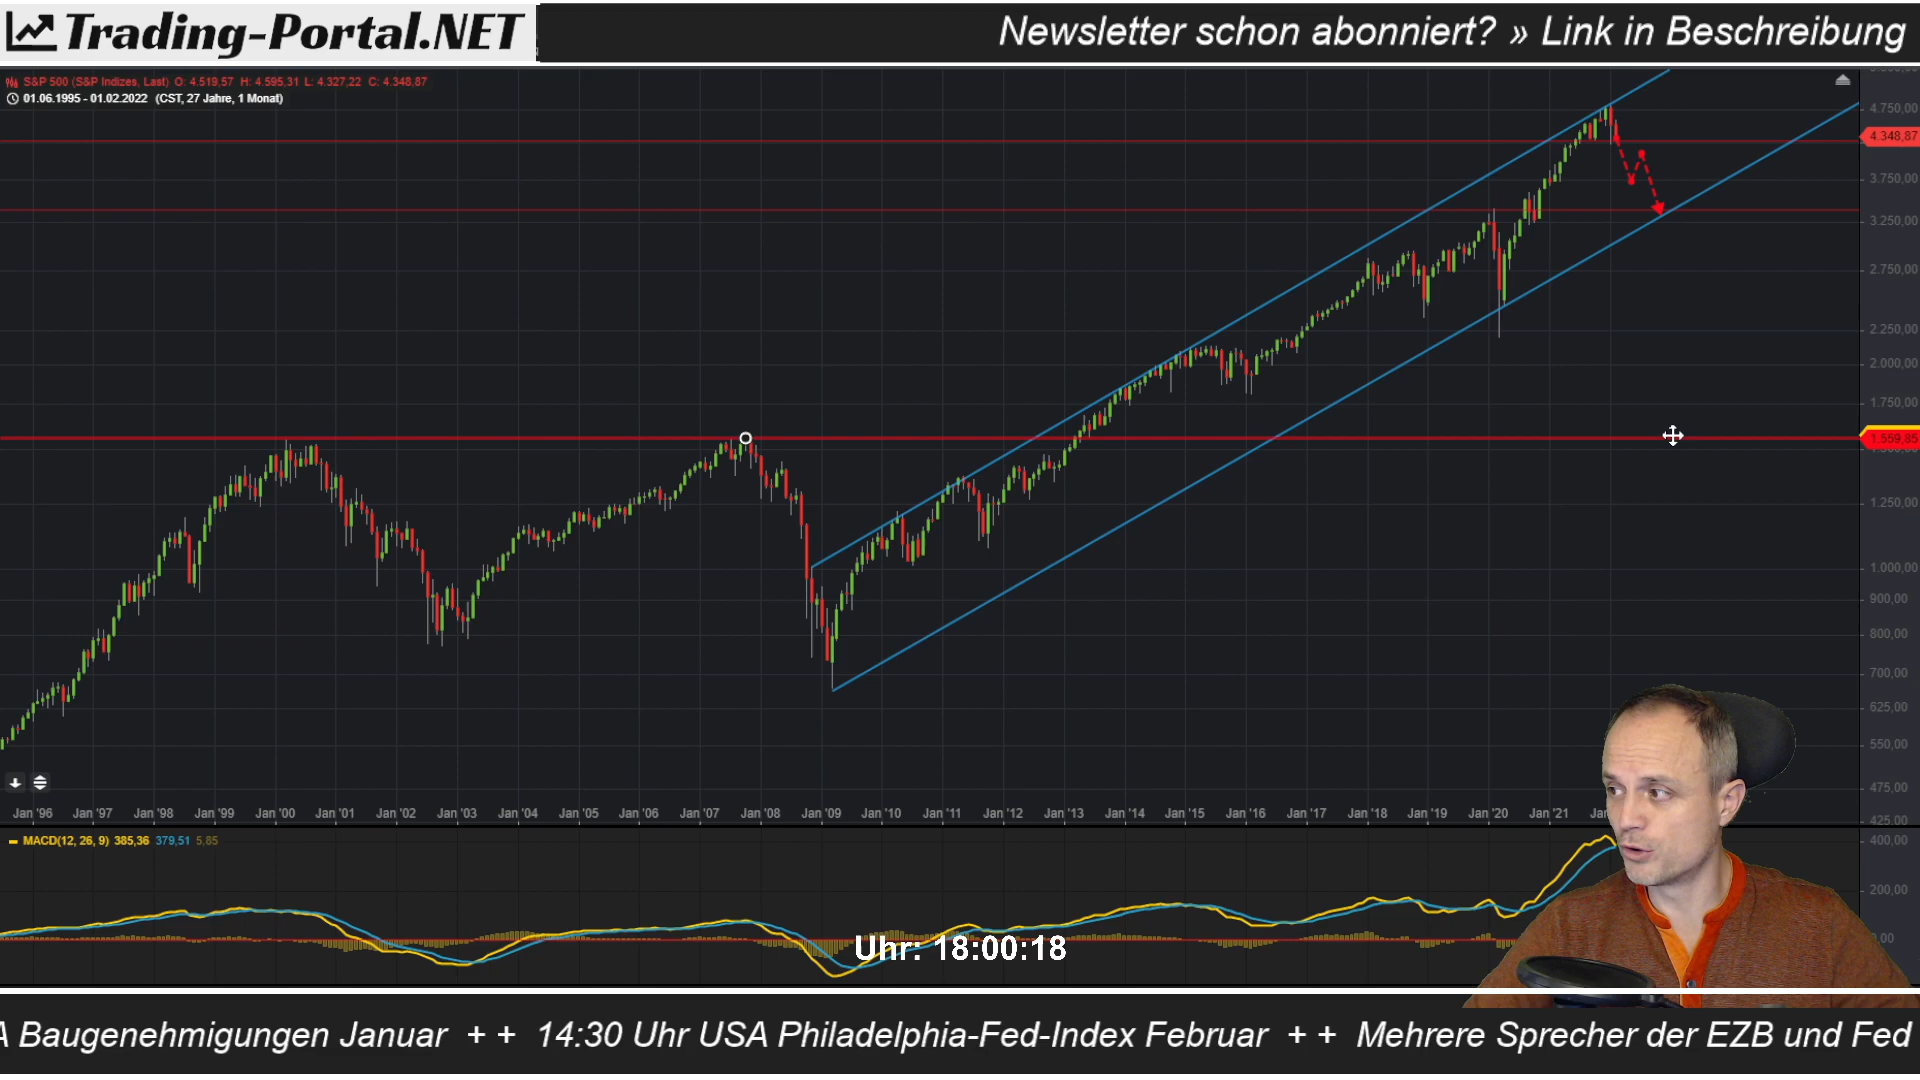 Trading-Portal.NET
Newsletter schon abonniert? » Link in Beschreibung
S&P 500 (S&P Indizes, Last) O: 4.519,57 H: 4.595,31 L: 4.327,22 C: 4.348,87
01.06.1995 - 01.02.2022 (CST, 27 Jahre, 1 Monat)
4.750,00
4.348,87
3.750,00
3.250,00
2.750,00
2.250,00
2.000,00
1.750,00
1.559,85
1.250,00
1.000,00
900,00
800,00
700,00
625,00
550,00
475,00
425,00
Jan '96 Jan '97 Jan '98 Jan '99 Jan '00 Jan '01 Jan '02 Jan '03 Jan '04 Jan '05 Jan '06 Jan '07 Jan '08 Jan '09 Jan '10 Jan '11 Jan '12 Jan '13 Jan '14 Jan '15 Jan '16 Jan '17 Jan '18 Jan '19 Jan '20 Jan '21
MACD(12, 26, 9) 385,36 379,51 5,85
400,00
200,00
Uhr: 18:00:18
A Baugenehmigungen Januar ++ 14:30 Uhr USA Philadelphia-Fed-Index Februar ++ Mehrere Sprecher der EZB und Fed